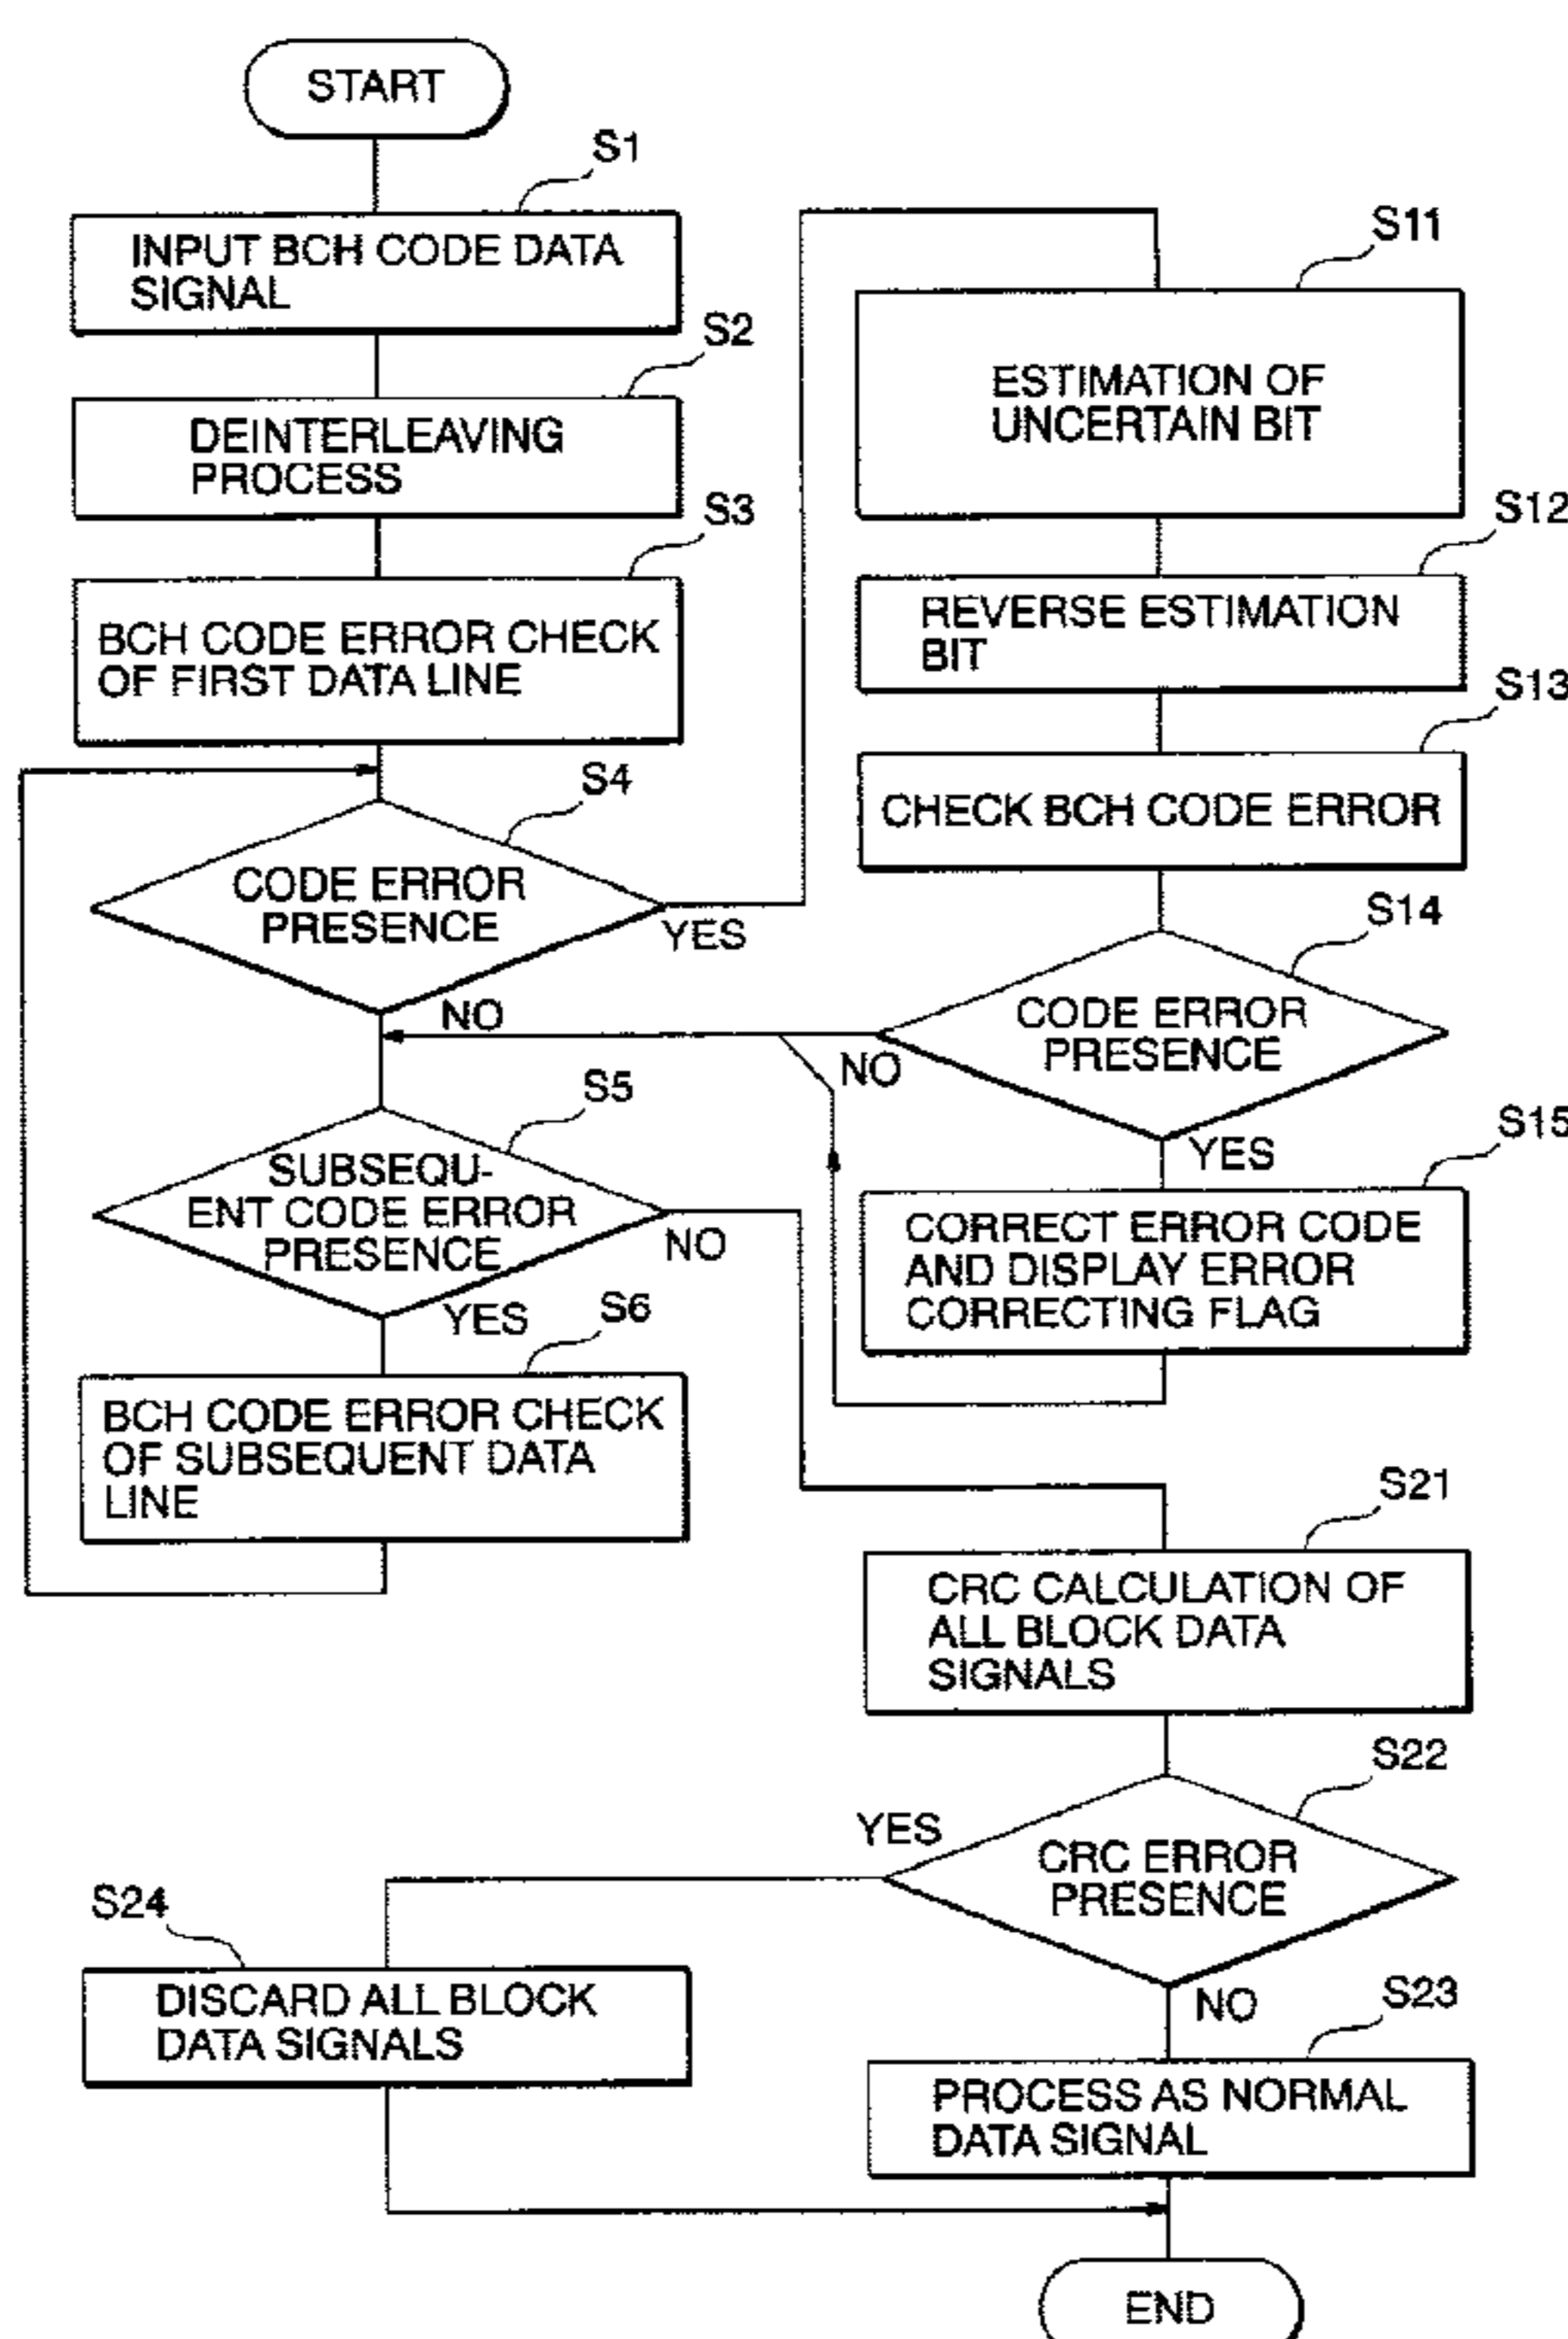 START
S1
INPUT BCH CODE DATA
SIGNAL
S2
DEINTERLEAVING
PROCESS
S3
BCH CODE ERROR CHECK
OF FIRST DATA LINE
S4
CODE ERROR
PRESENCE
YES
NO
S5
SUBSEQU-
ENT CODE ERROR
PRESENCE
NO
YES
S6
BCH CODE ERROR CHECK
OF SUBSEQUENT DATA
LINE
S11
ESTIMATION OF
UNCERTAIN BIT
S12
REVERSE ESTIMATION
BIT
S13
CHECK BCH CODE ERROR
S14
CODE ERROR
PRESENCE
NO
YES
S15
CORRECT ERROR CODE
AND DISPLAY ERROR
CORRECTING FLAG
S21
CRC CALCULATION OF
ALL BLOCK DATA
SIGNALS
S22
YES
CRC ERROR
PRESENCE
NO
S24
DISCARD ALL BLOCK
DATA SIGNALS
S23
PROCESS AS NORMAL
DATA SIGNAL
END